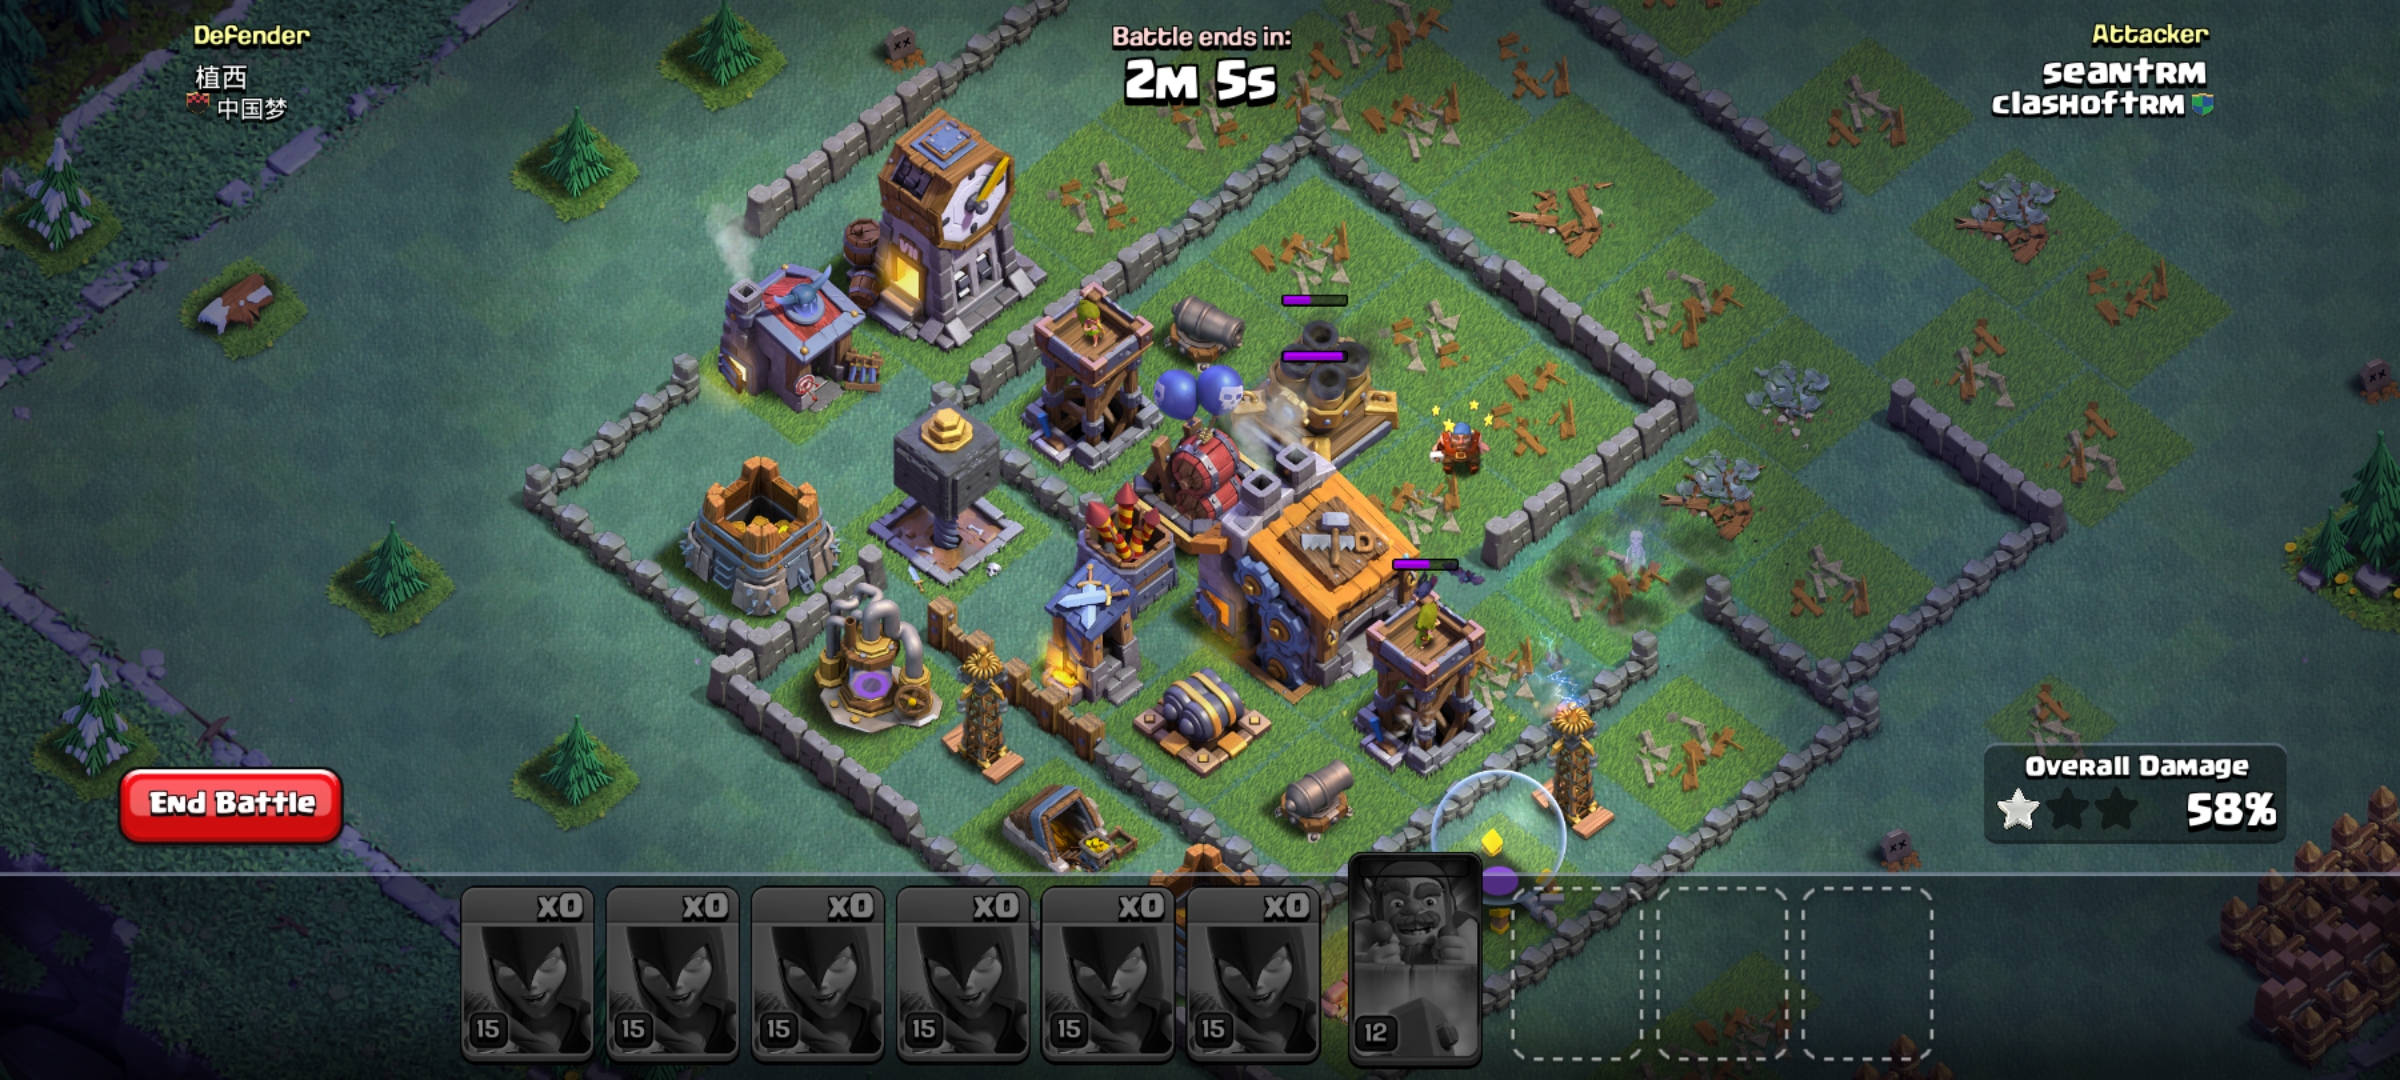 Defender
植西
中国梦
Battle ends in:
2M 5s
Attacker
seantRM
clashoftRM
VII
End Battle
Overall Damage
58%
x0
x0
x0
x0
x0
x0
15
15
15
15
15
15
12